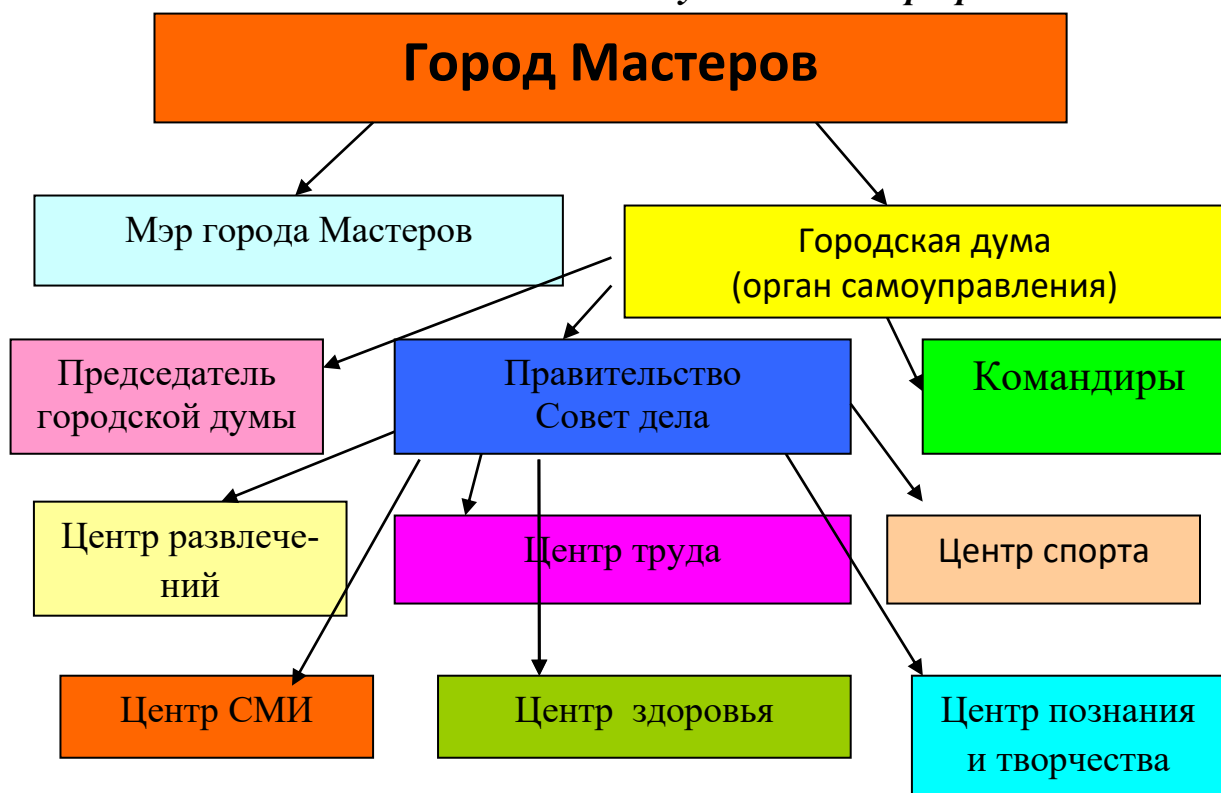 Город Мастеров
Мэр города Мастеров
Городская дума
(орган самоуправления)
Председатель
городской думы
Правительство
Совет дела
Командиры
Центр развлече-
ний
Центр труда
Центр спорта
Центр СМИ
Центр здоровья
Центр познания
и творчества